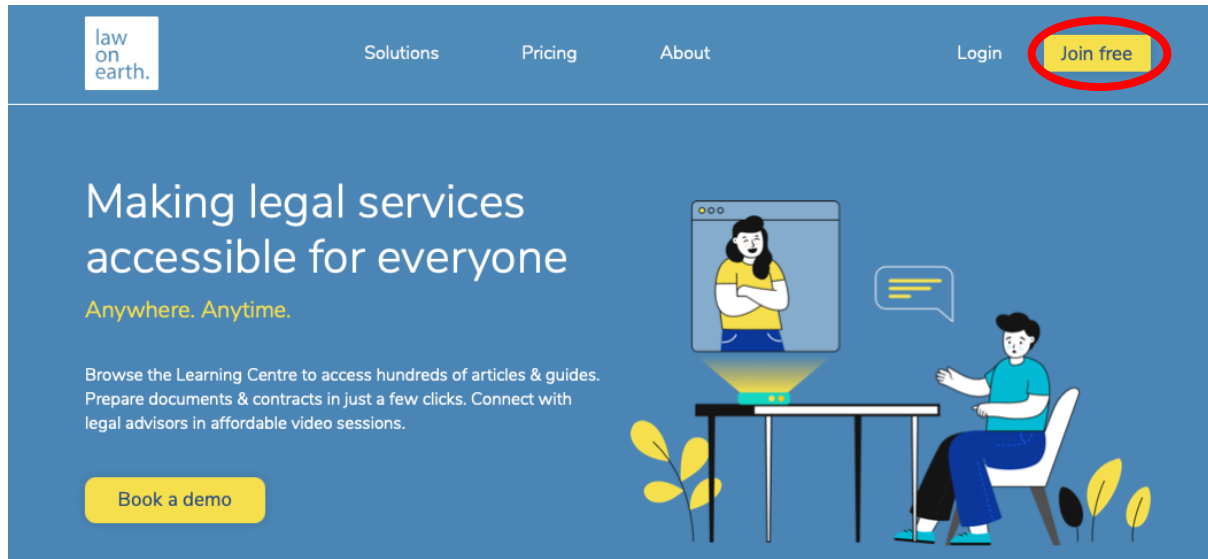 law
on
earth.
Solutions
Pricing
About
Login
Join free
Making legal services
accessible for everyone
Anywhere. Anytime.
Browse the Learning Centre to access hundreds of articles & guides.
Prepare documents & contracts in just a few clicks. Connect with
legal advisors in affordable video sessions.
Book a demo